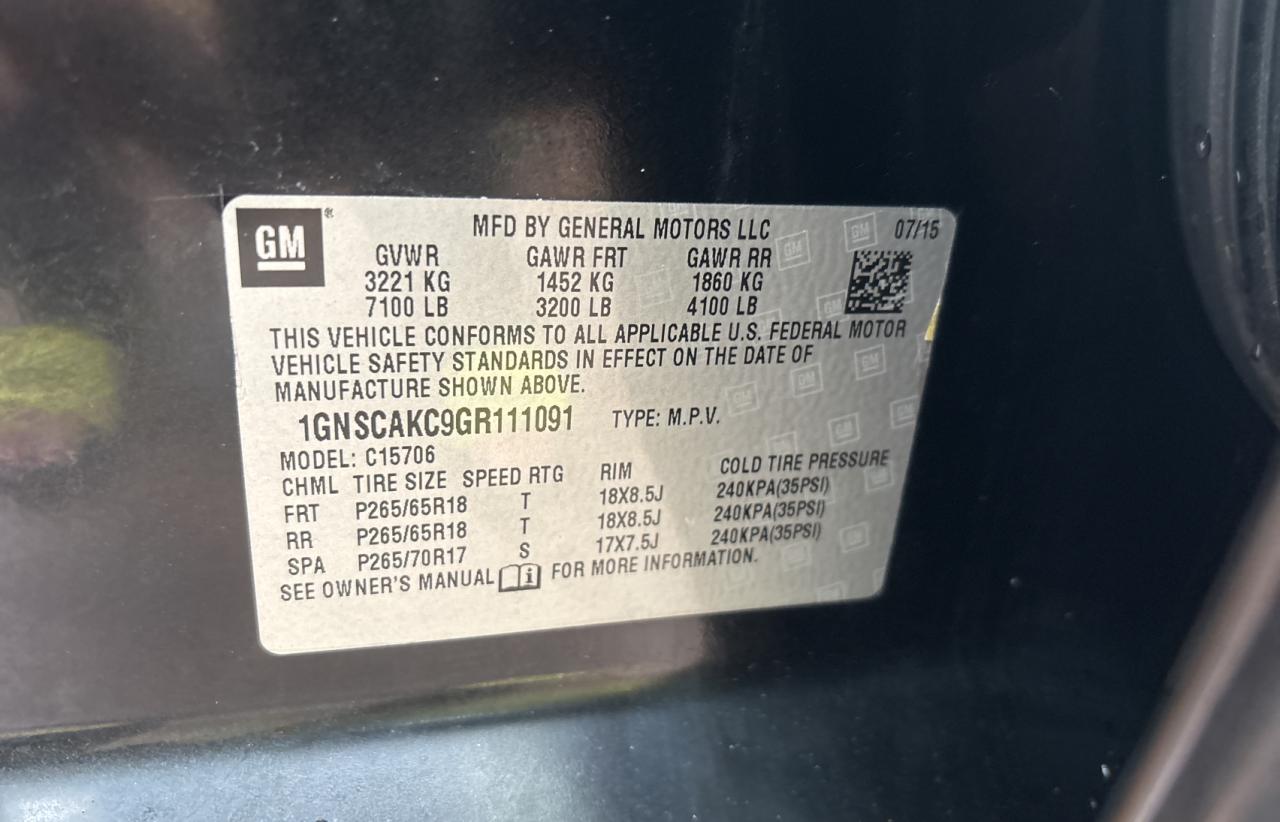 GM ®
MFD BY GENERAL MOTORS LLC 07/15
GVWR GAWR FRT GAWR RR
3221 KG 1452 KG 1860 KG
7100 LB 3200 LB 4100 LB
THIS VEHICLE CONFORMS TO ALL APPLICABLE U.S. FEDERAL MOTOR
VEHICLE SAFETY STANDARDS IN EFFECT ON THE DATE OF
MANUFACTURE SHOWN ABOVE.
1GNSCAKC9GR111091 TYPE: M.P.V.
MODEL: C15706
CHML TIRE SIZE SPEED RTG RIM COLD TIRE PRESSURE
FRT P265/65R18 T 18X8.5J 240KPA(35PSI)
RR P265/65R18 T 18X8.5J 240KPA(35PSI)
SPA P265/70R17 S 17X7.5J 240KPA(35PSI)
SEE OWNER'S MANUAL i FOR MORE INFORMATION.